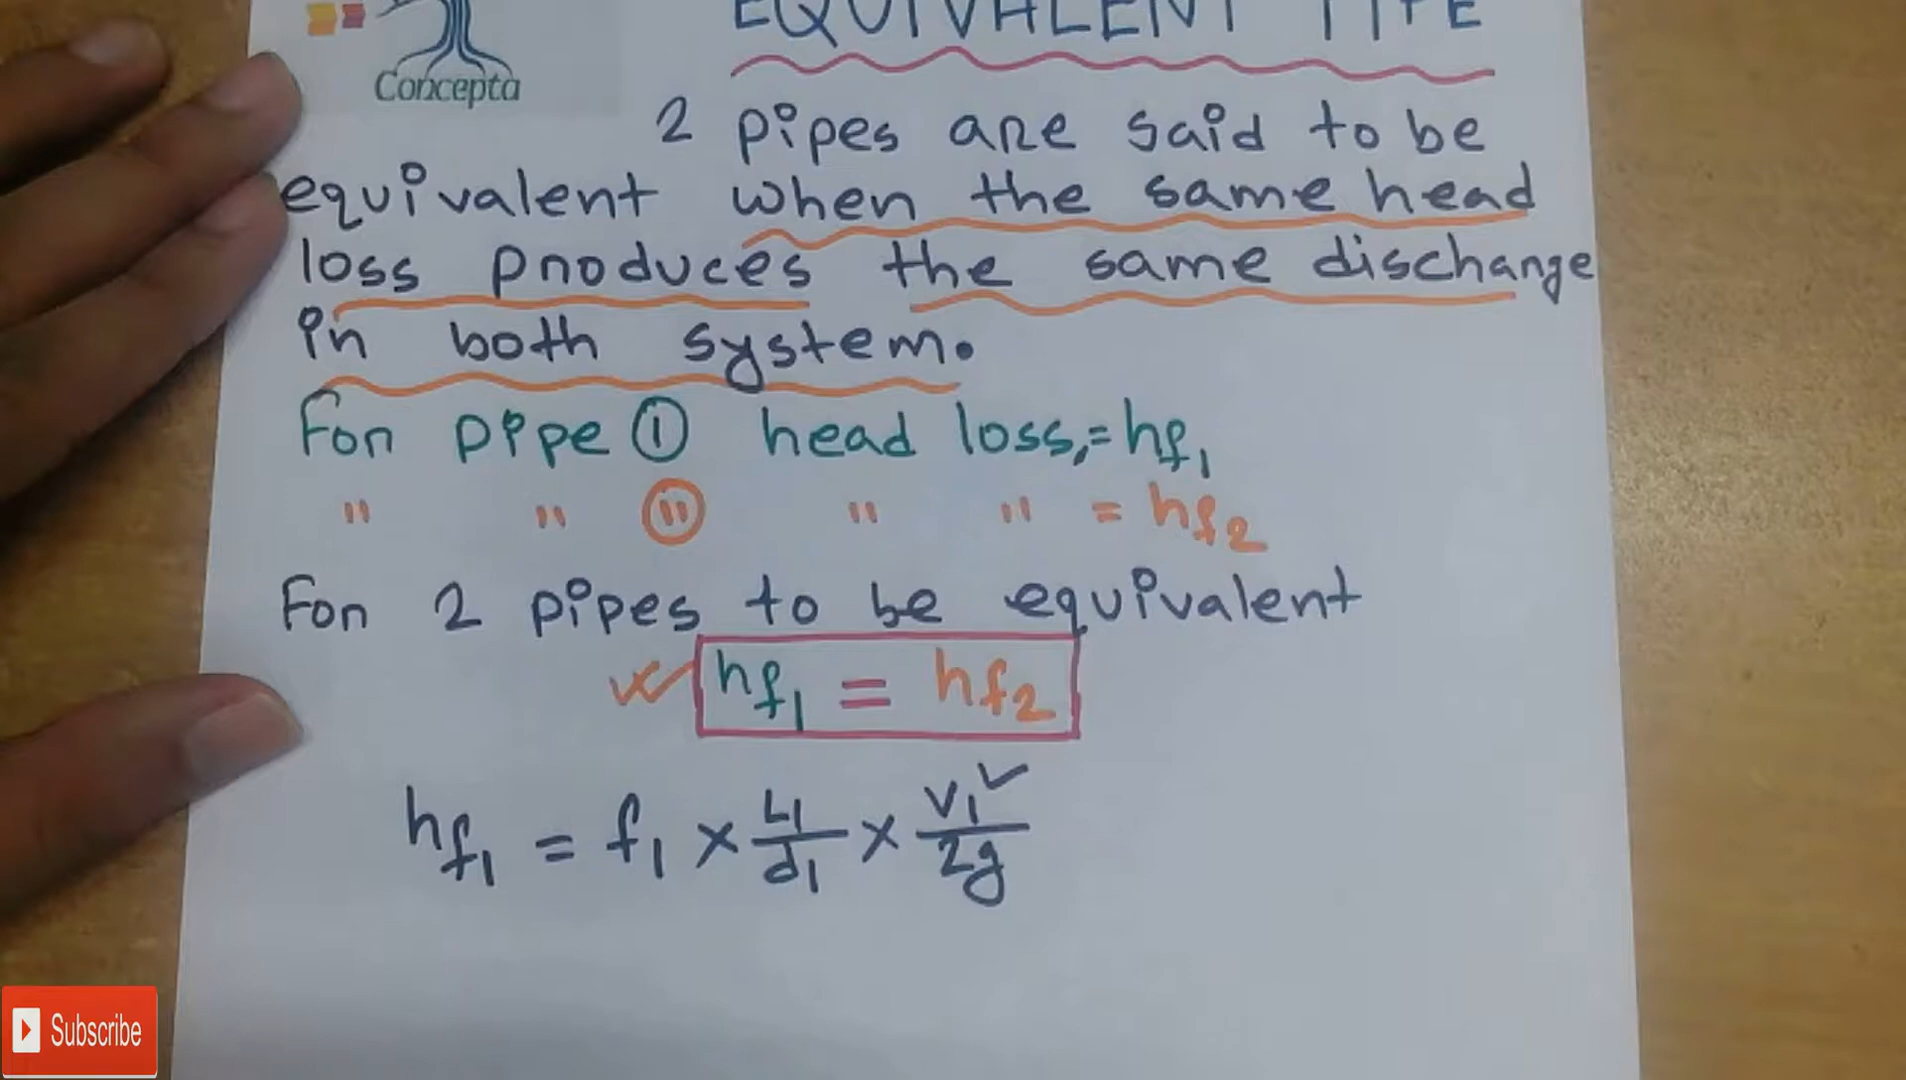 EQUIVALENT PIPE
Concepta
2 pipes are said to be
equivalent when the same head
loss produces the same discharge
in both system.
For pipe ① head loss, = hf₁
" " ⑪ " " = hf₂
For 2 pipes to be equivalent
hf₁ = hf₂
hf₁ = f₁ × L₁/d₁ × V₁²/2g
Subscribe